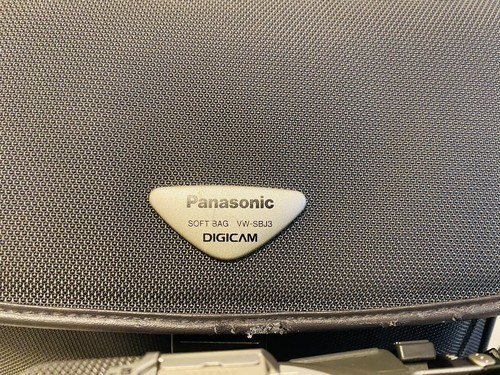 Panasonic
SOFT BAG VW-SBJ3
DIGICAM